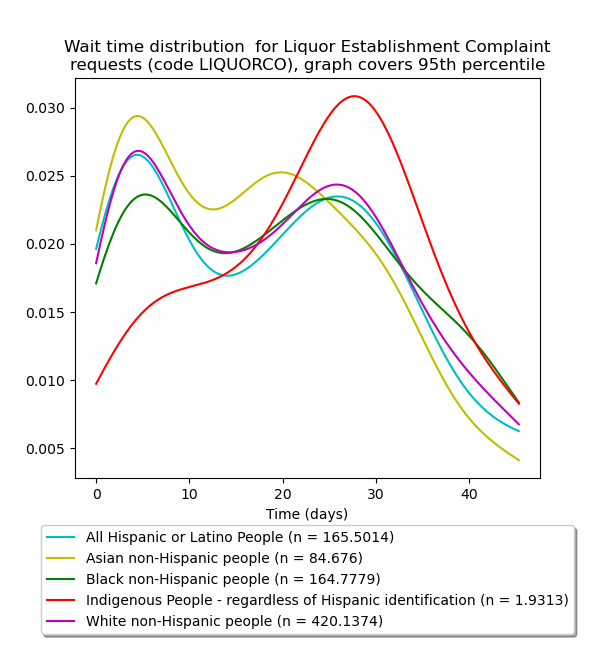 Wait time distribution  for Liquor Establishment Complaint
requests (code LIQUORCO), graph covers 95th percentile
0.030
0.025
0.020
0.015
0.010
0.005
0 10 20 30 40
Time (days)
All Hispanic or Latino People (n = 165.5014)
Asian non-Hispanic people (n = 84.676)
Black non-Hispanic people (n = 164.7779)
Indigenous People - regardless of Hispanic identification (n = 1.9313)
White non-Hispanic people (n = 420.1374)